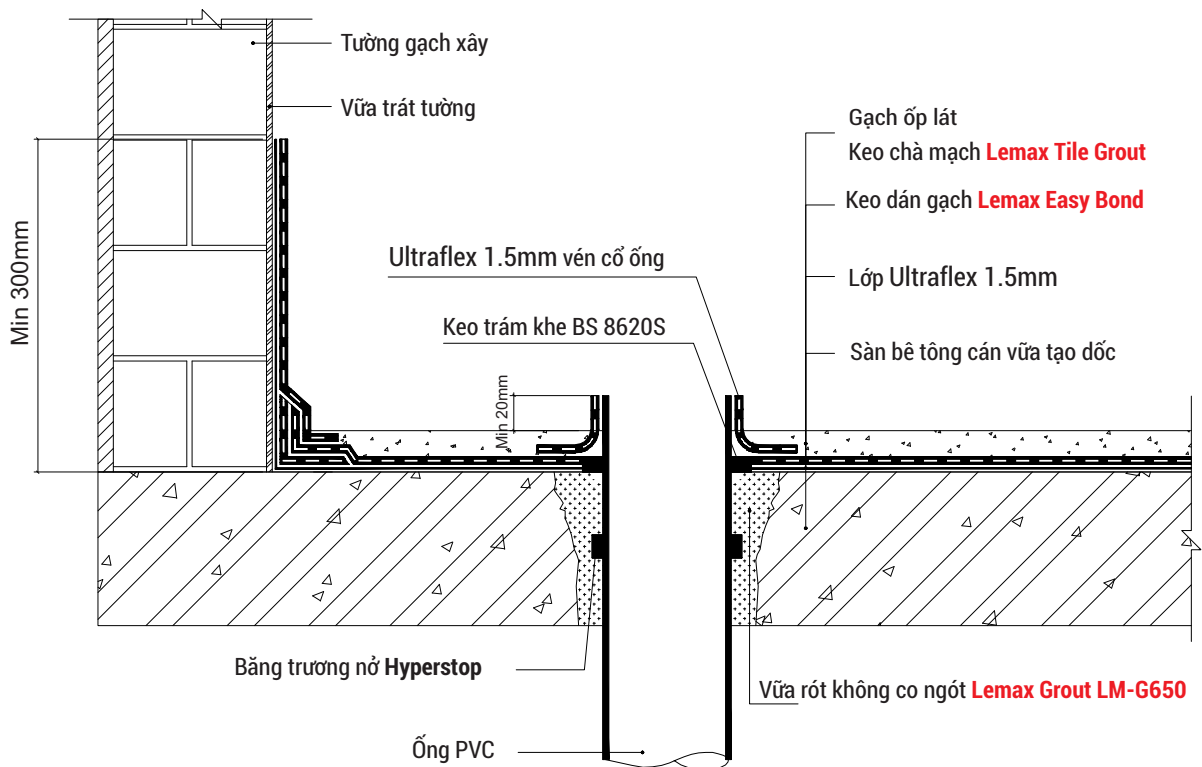 Tường gạch xây
Vữa trát tường
Gạch ốp lát
Keo chà mạch Lemax Tile Grout
Keo dán gạch Lemax Easy Bond
Ultraflex 1.5mm vén cổ ống
Lớp Ultraflex 1.5mm
Keo trám khe BS 8620S
Sàn bê tông cán vữa tạo dốc
Min 300mm
Min 20mm
Băng trương nở Hyperstop
Vữa rót không co ngót Lemax Grout LM-G650
Ống PVC